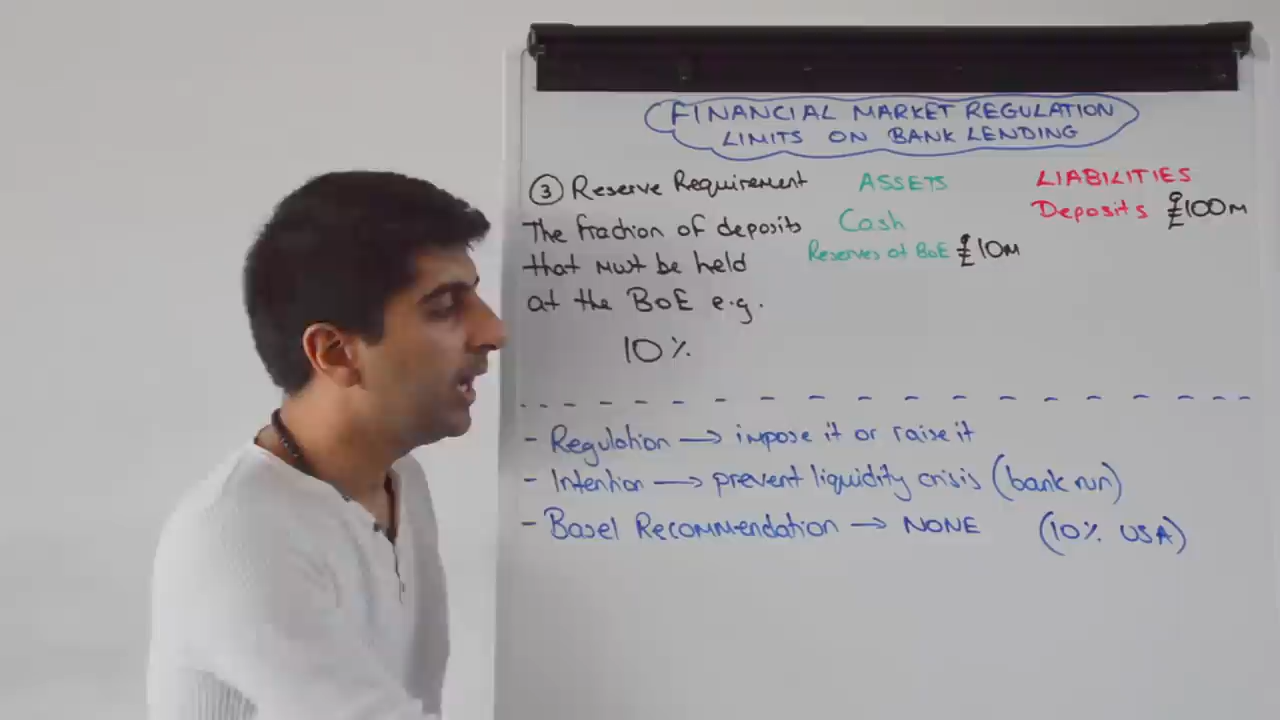 FINANCIAL MARKET REGULATION
LIMITS ON BANK LENDING
③ Reserve Requirement
The fraction of deposits
that must be held
at the BoE e.g.
10%
ASSETS
Cash
Reserves at BoE £10M
LIABILITIES
Deposits £100M
- Regulation → impose it or raise it
- Intention → prevent liquidity crisis (bank run)
- Basel Recommendation → NONE (10% USA)